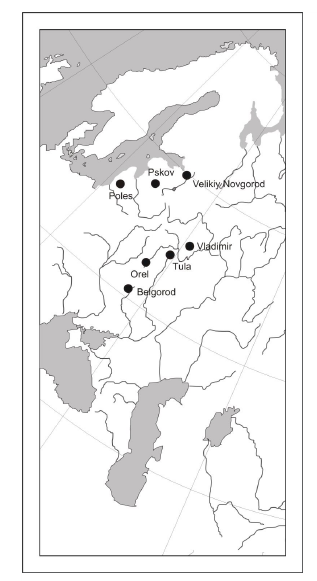 Pskov
Velikiy Novgorod
Poles
Vladimir
Tula
Orel
Belgorod